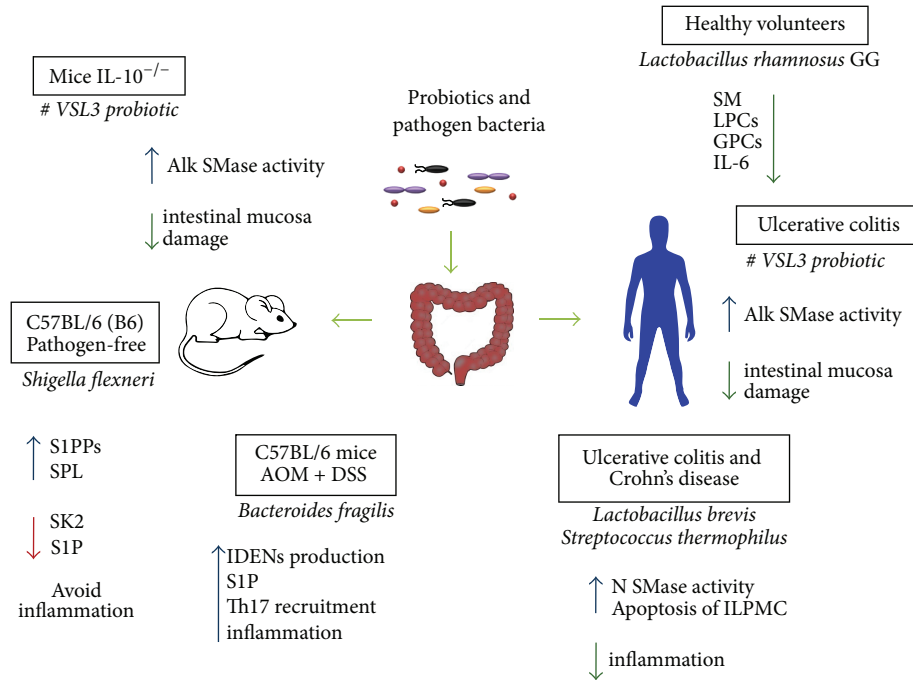 Mice IL-10−/−
# VSL3 probiotic
Alk SMase activity
intestinal mucosa
damage
C57BL/6 (B6)
Pathogen-free
Shigella flexneri
S1PPs
SPL
SK2
S1P
Avoid
inflammation
Probiotics and
pathogen bacteria
C57BL/6 mice
AOM + DSS
Bacteroides fragilis
IDENs production
S1P
Th17 recruitment
inflammation
Healthy volunteers
Lactobacillus rhamnosus GG
SM
LPCs
GPCs
IL-6
Ulcerative colitis
# VSL3 probiotic
Alk SMase activity
intestinal mucosa
damage
Ulcerative colitis and
Crohn's disease
Lactobacillus brevis
Streptococcus thermophilus
N SMase activity
Apoptosis of ILPMC
inflammation